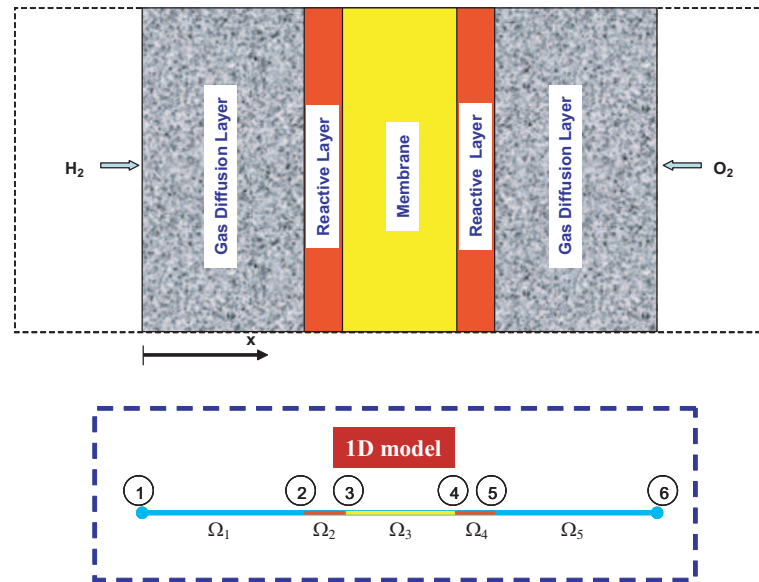 H2
Gas Diffusion Layer
Reactive Layer
Membrane
Reactive Layer
Gas Diffusion Layer
O2
x
1D model
1 2 3 4 5 6
Ω1 Ω2 Ω3 Ω4 Ω5